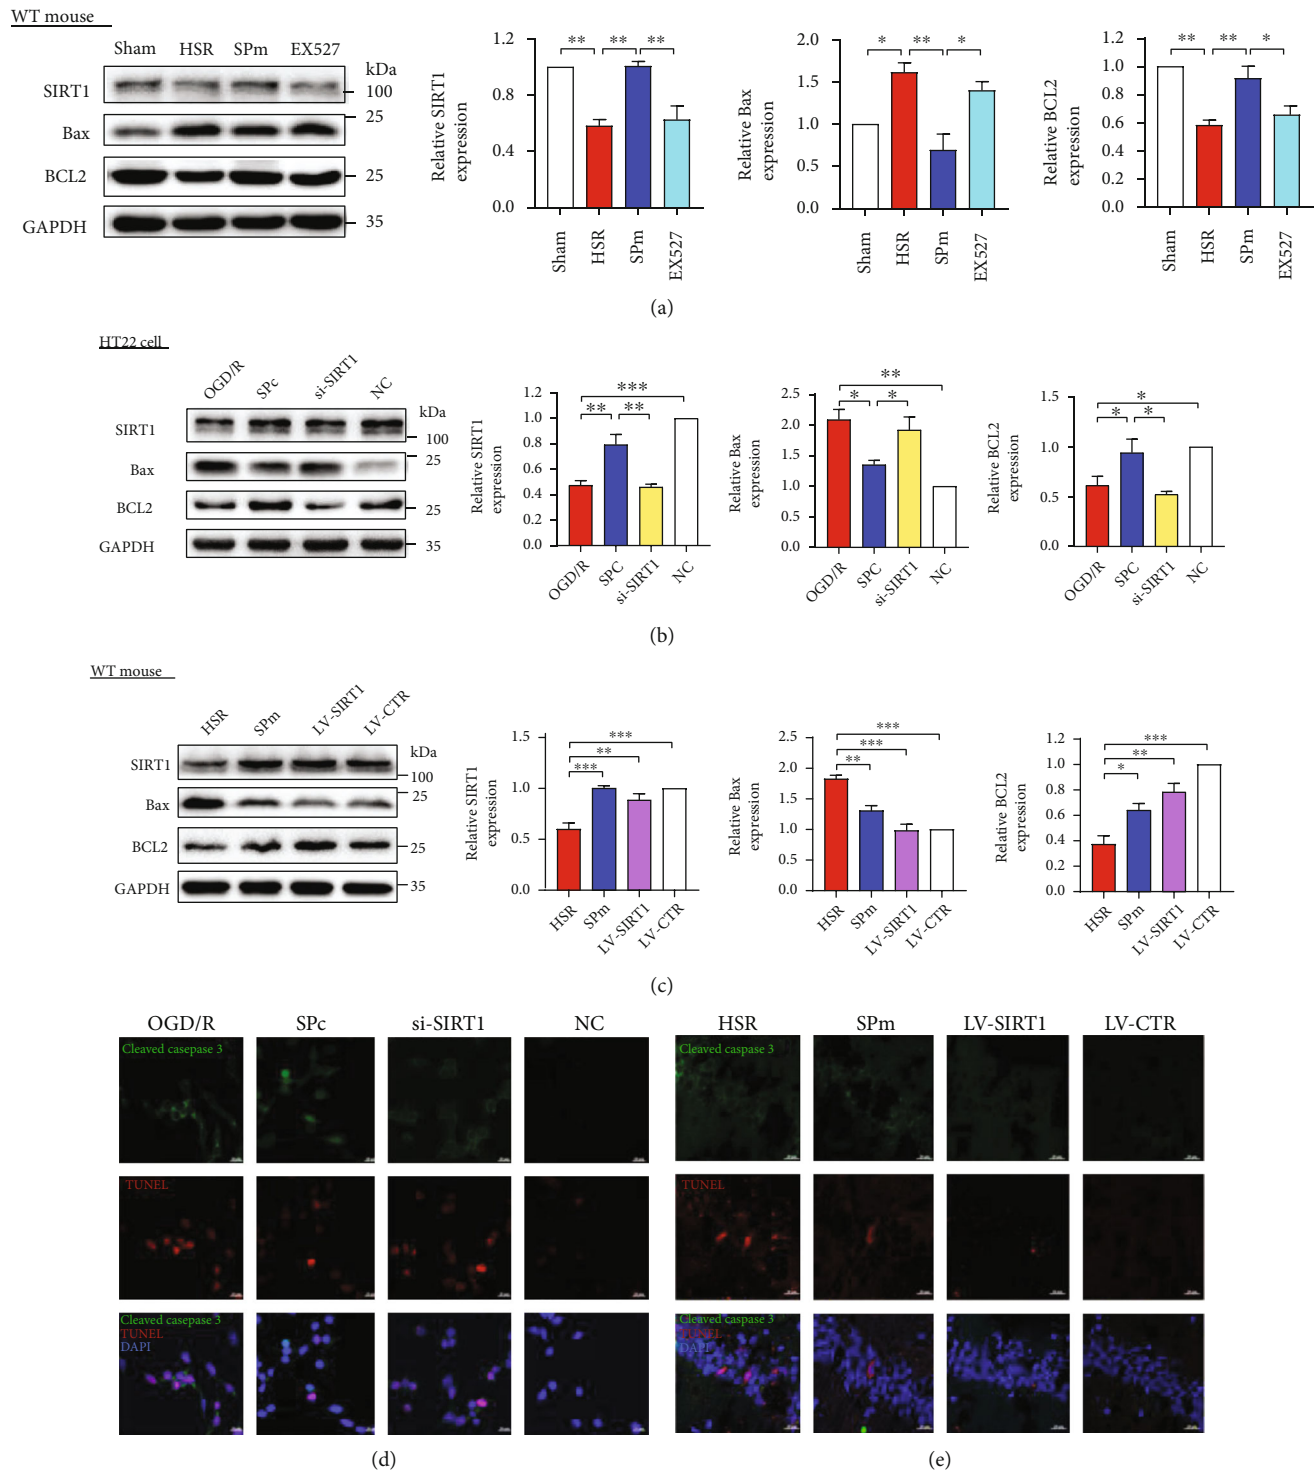 WT mouse
Sham HSR SPm EX527
kDa
SIRT1
100
Bax
25
BCL2
25
GAPDH
35
Relative SIRT1
expression
1.2
0.8
0.4
0.0
** ** **
Sham HSR SPm EX527
Relative Bax
expression
2.0
1.5
1.0
0.5
0.0
* ** *
Sham HSR SPm EX527
Relative BCL2
expression
1.2
1.0
0.8
0.6
0.4
0.2
0.0
** ** *
Sham HSR SPm EX527
(a)
HT22 cell
OGD/R SPc si-SIRT1 NC
kDa
SIRT1
100
Bax
25
BCL2
25
GAPDH
35
Relative SIRT1
expression
1.2
1.0
0.8
0.6
0.4
0.2
0.0
***
** **
OGD/R SPC si-SIRT1 NC
Relative Bax
expression
2.5
2.0
1.5
1.0
0.5
0.0
**
* *
OGD/R SPC si-SIRT1 NC
Relative BCL2
expression
1.5
1.0
0.5
0.0
*
* *
OGD/R SPC si-SIRT1 NC
(b)
WT mouse
HSR SPm LV-SIRT1 LV-CTR
kDa
SIRT1
100
Bax
25
BCL2
25
GAPDH
35
Relative SIRT1
expression
1.5
1.0
0.5
0.0
***
**
***
HSR SPm LV-SIRT1 LV-CTR
Relative Bax
expression
2.5
2.0
1.5
1.0
0.5
0.0
***
***
**
HSR SPm LV-SIRT1 LV-CTR
Relative BCL2
expression
1.2
1.0
0.8
0.6
0.4
0.2
0.0
***
**
*
HSR SPm LV-SIRT1 LV-CTR
(c)
OGD/R SPc si-SIRT1 NC
Cleaved casepase 3
TUNEL
Cleaved casepase 3
TUNEL
DAPI
(d)
HSR SPm LV-SIRT1 LV-CTR
Cleaved caspase 3
TUNEL
Cleaved caspase 3
TUNEL
DAPI
(e)